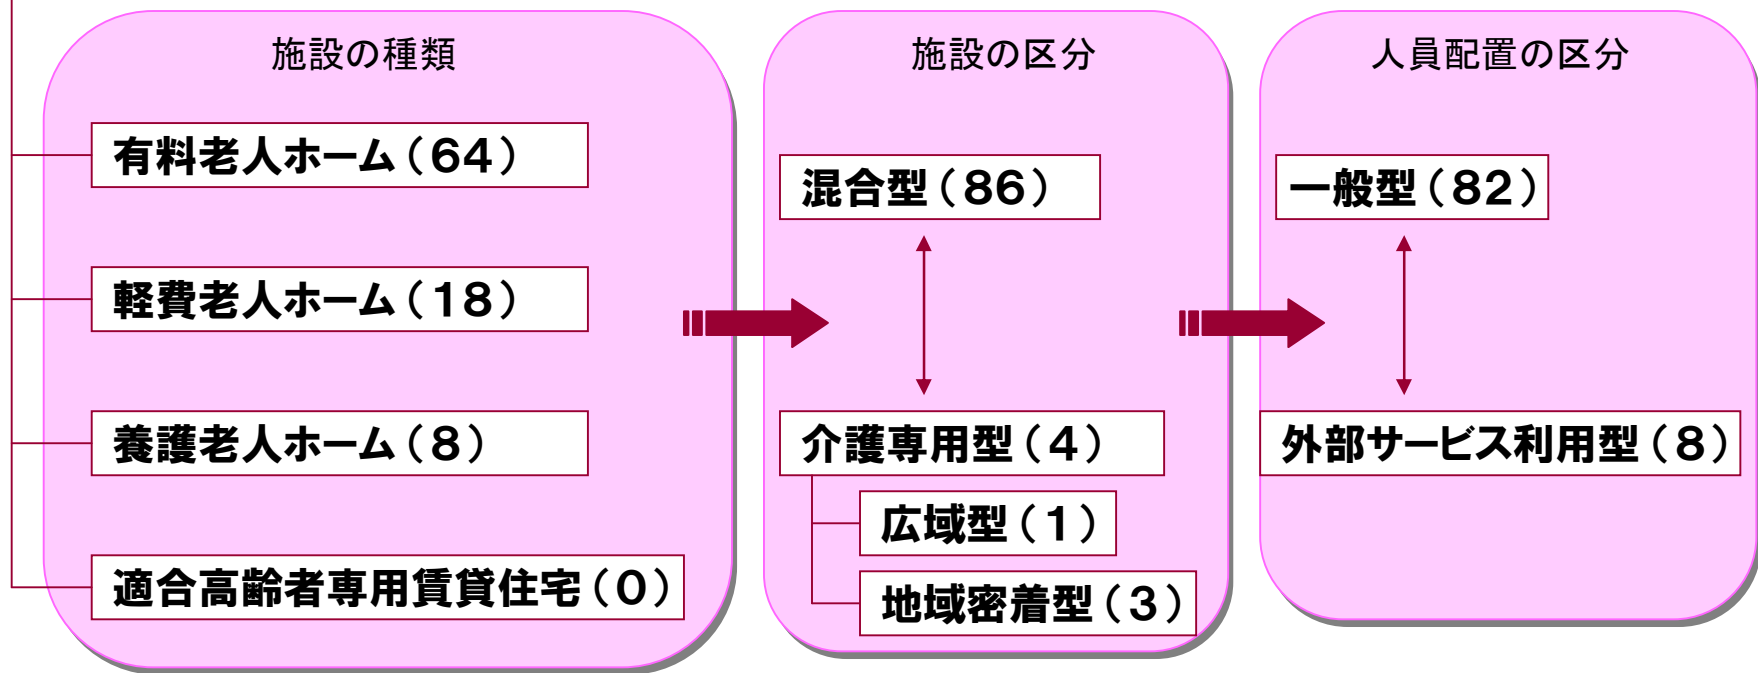 施設の種類
有料老人ホーム（64）
軽費老人ホーム（18）
養護老人ホーム（8）
適合高齢者専用賃貸住宅（0）
施設の区分
混合型（86）
介護専用型（4）
広域型（1）
地域密着型（3）
人員配置の区分
一般型（82）
外部サービス利用型（8）